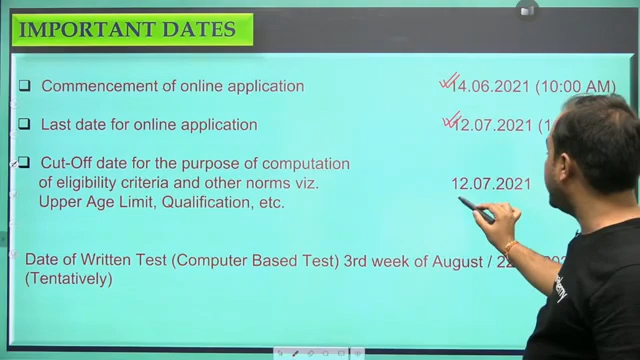 IMPORTANT DATES
Commencement of online application 14.06.2021 (10:00 AM)
Last date for online application 12.07.2021
Cut-Off date for the purpose of computation
of eligibility criteria and other norms viz. 12.07.2021
Upper Age Limit, Qualification, etc.
Date of Written Test (Computer Based Test) 3rd week of August / 22
(Tentatively)